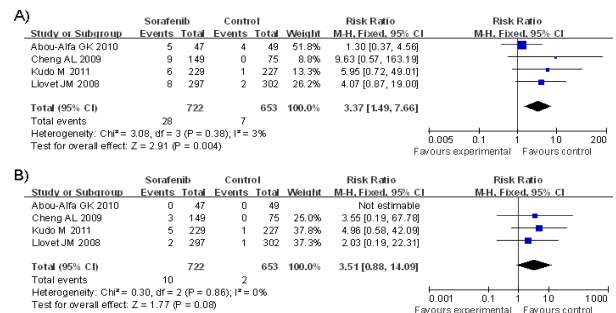 A)
Sorafenib Control Risk Ratio Risk Ratio
Study or Subgroup Events Total Events Total Weight M-H, Fixed, 95% CI M-H, Fixed, 95% CI
Abou-Alfa GK 2010 5 47 4 49 51.8% 1.30 [0.37, 4.56]
Cheng AL 2009 9 149 0 75 8.8% 9.63 [0.57, 163.19]
Kudo M 2011 6 229 1 227 13.3% 5.95 [0.72, 49.01]
Llovet JM 2008 8 297 2 302 26.2% 4.07 [0.87, 19.00]
Total (95% CI) 722 653 100.0% 3.37 [1.49, 7.66]
Total events 28 7
Heterogeneity: Chi² = 3.08, df = 3 (P = 0.38); I² = 3%
Test for overall effect: Z = 2.91 (P = 0.004)
0.005 0.1 1 10 200
Favours experimental Favours control
B)
Sorafenib Control Risk Ratio Risk Ratio
Study or Subgroup Events Total Events Total Weight M-H, Fixed, 95% CI M-H, Fixed, 95% CI
Abou-Alfa GK 2010 0 47 0 49 Not estimable
Cheng AL 2009 3 149 0 75 25.0% 3.55 [0.19, 67.78]
Kudo M 2011 5 229 1 227 37.8% 4.96 [0.58, 42.09]
Llovet JM 2008 2 297 1 302 37.3% 2.03 [0.19, 22.31]
Total (95% CI) 722 653 100.0% 3.51 [0.88, 14.09]
Total events 10 2
Heterogeneity: Chi² = 0.30, df = 2 (P = 0.86); I² = 0%
Test for overall effect: Z = 1.77 (P = 0.08)
0.001 0.1 1 10 1000
Favours experimental Favours control